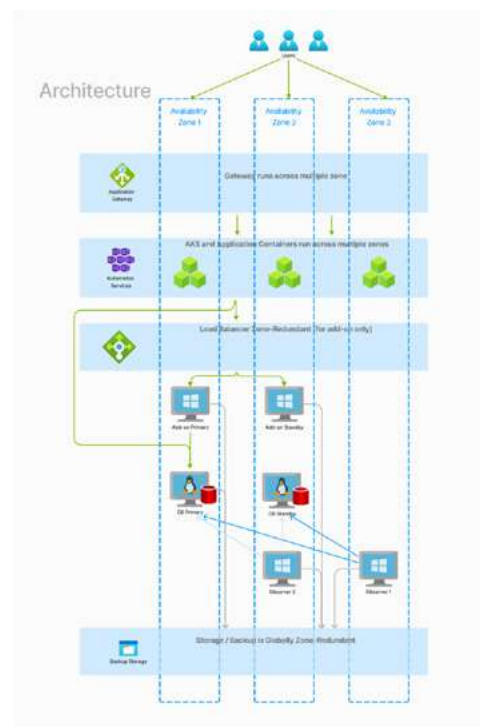 users
Architecture
Availability
Zone 1
Availability
Zone 2
Availability
Zone 3
Application
Gateway
Gateway runs across multiple zone
AKS and application Containers run across multiple zones
Kubernetes
Services
Load Balancer Zone-Redundant (for add-on only)
Add-on Primary
Add-on Standby
DB Primary
DB Standby
Observer 2
Observer 1
Storage / Backup is Globally Zone-Redundant
Backup Storage